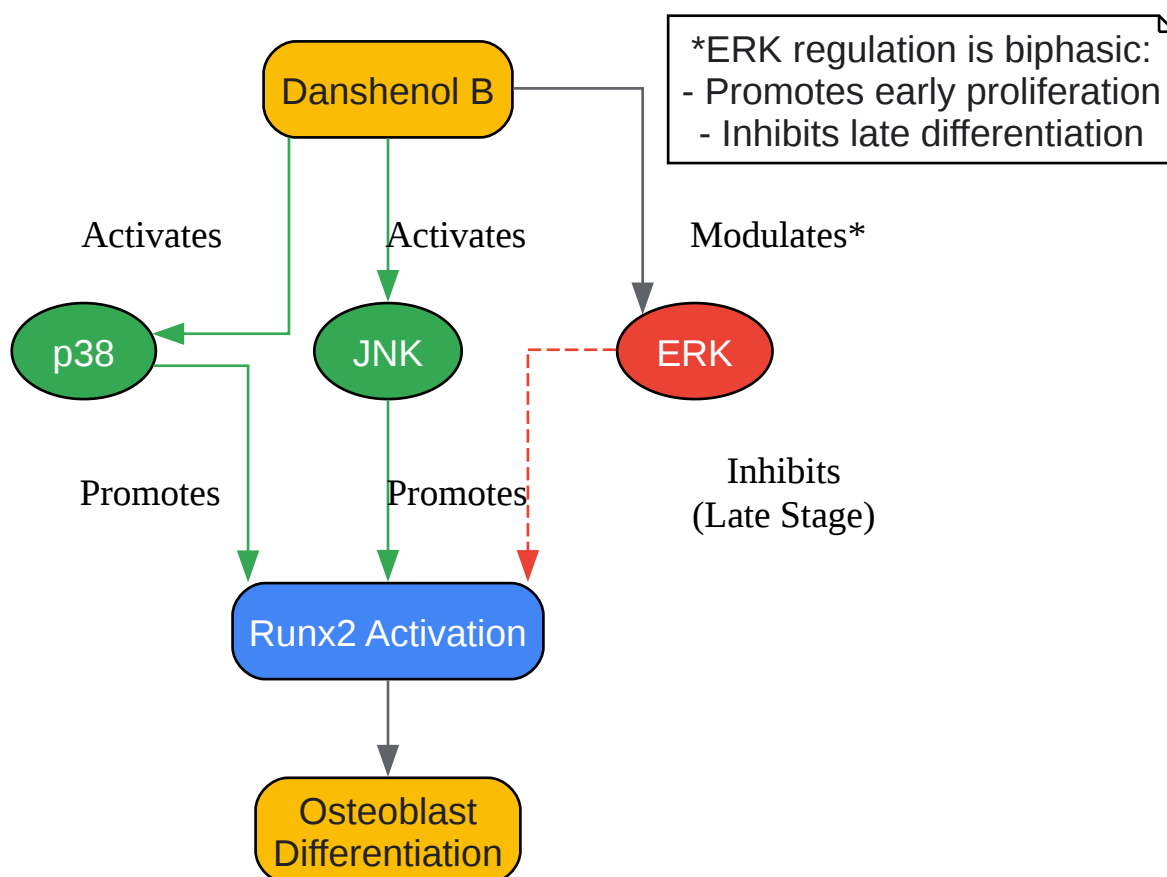 *ERK regulation is biphasic:
- Promotes early proliferation
- Inhibits late differentiation
Danshenol B
Activates
Activates
Modulates*
p38
JNK
ERK
Promotes
Promotes
Inhibits
(Late Stage)
Runx2 Activation
Osteoblast
Differentiation